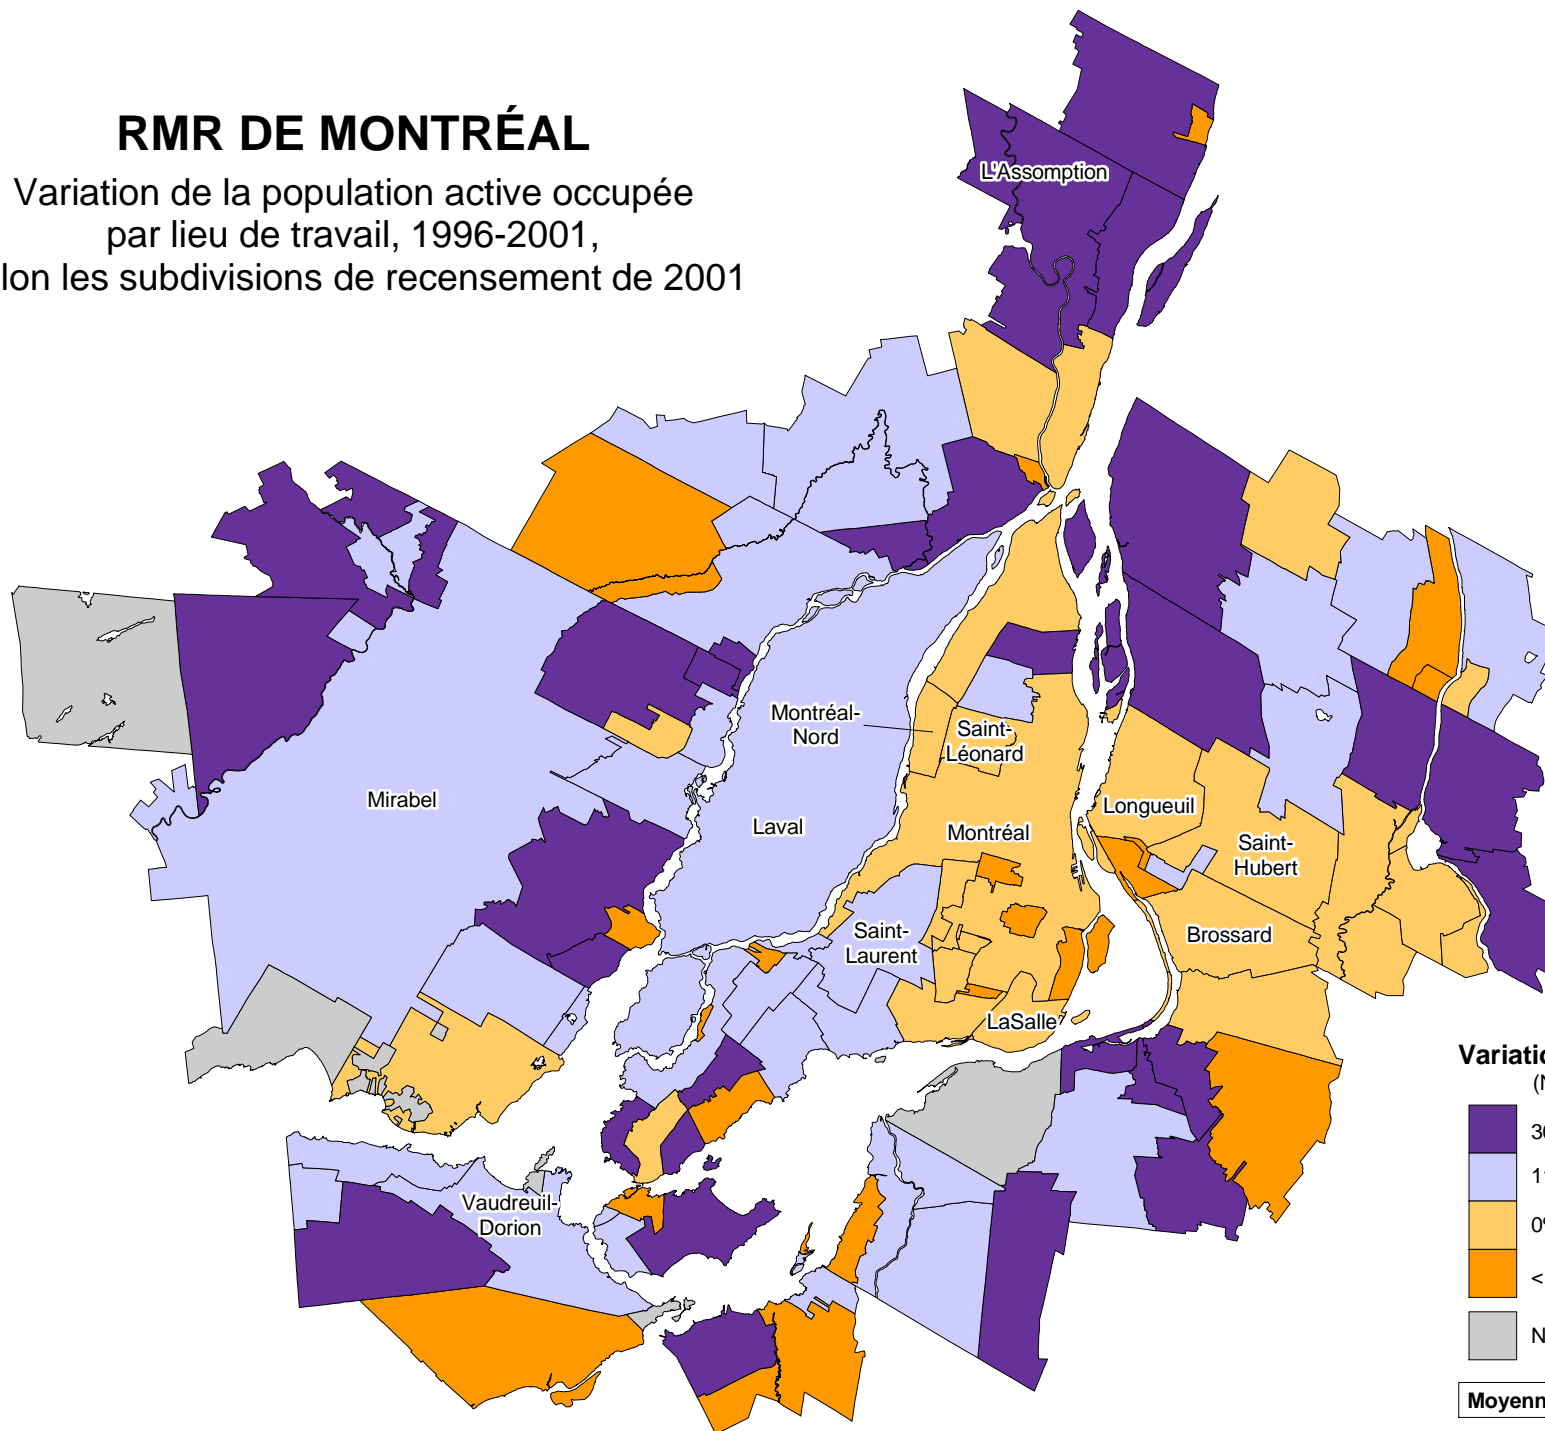 RMR DE MONTRÉAL
Variation de la population active occupée
par lieu de travail, 1996-2001,
lon les subdivisions de recensement de 2001
L'Assomption
Montréal-
Nord
Saint-
Léonard
Mirabel
Laval
Montréal
Longueuil
Saint-
Hubert
Saint-
Laurent
Brossard
LaSalle
Vaudreuil-
Dorion
(N
0%
<
N
Moyenn